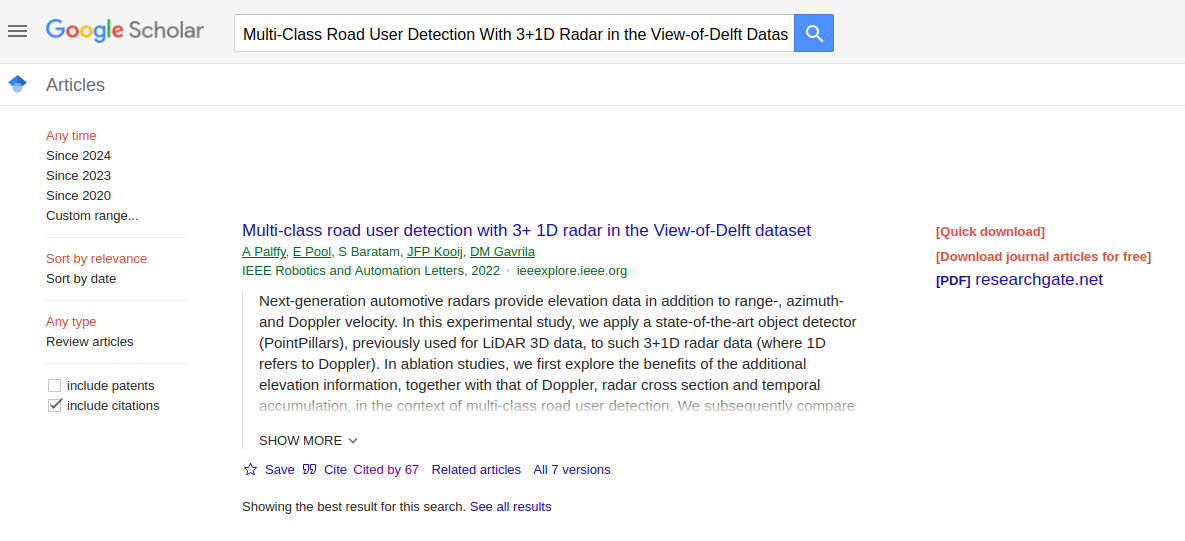 Google Scholar
Multi-Class Road User Detection With 3+1D Radar in the View-of-Delft Datas
Articles
Any time
Since 2024
Since 2023
Since 2020
Custom range...
Sort by relevance
Sort by date
Any type
Review articles
include patents
include citations
Multi-class road user detection with 3+ 1D radar in the View-of-Delft dataset
A Palffy, E Pool, S Baratam, JFP Kooij, DM Gavrila
IEEE Robotics and Automation Letters, 2022 • ieeexplore.ieee.org
Next-generation automotive radars provide elevation data in addition to range-, azimuth-
and Doppler velocity. In this experimental study, we apply a state-of-the-art object detector
(PointPillars), previously used for LiDAR 3D data, to such 3+1D radar data (where 1D
refers to Doppler). In ablation studies, we first explore the benefits of the additional
elevation information, together with that of Doppler, radar cross section and temporal
accumulation, in the context of multi-class road user detection. We subsequently compare
SHOW MORE
Save Cite Cited by 67 Related articles All 7 versions
Showing the best result for this search. See all results
[Quick download]
[Download journal articles for free]
[PDF] researchgate.net